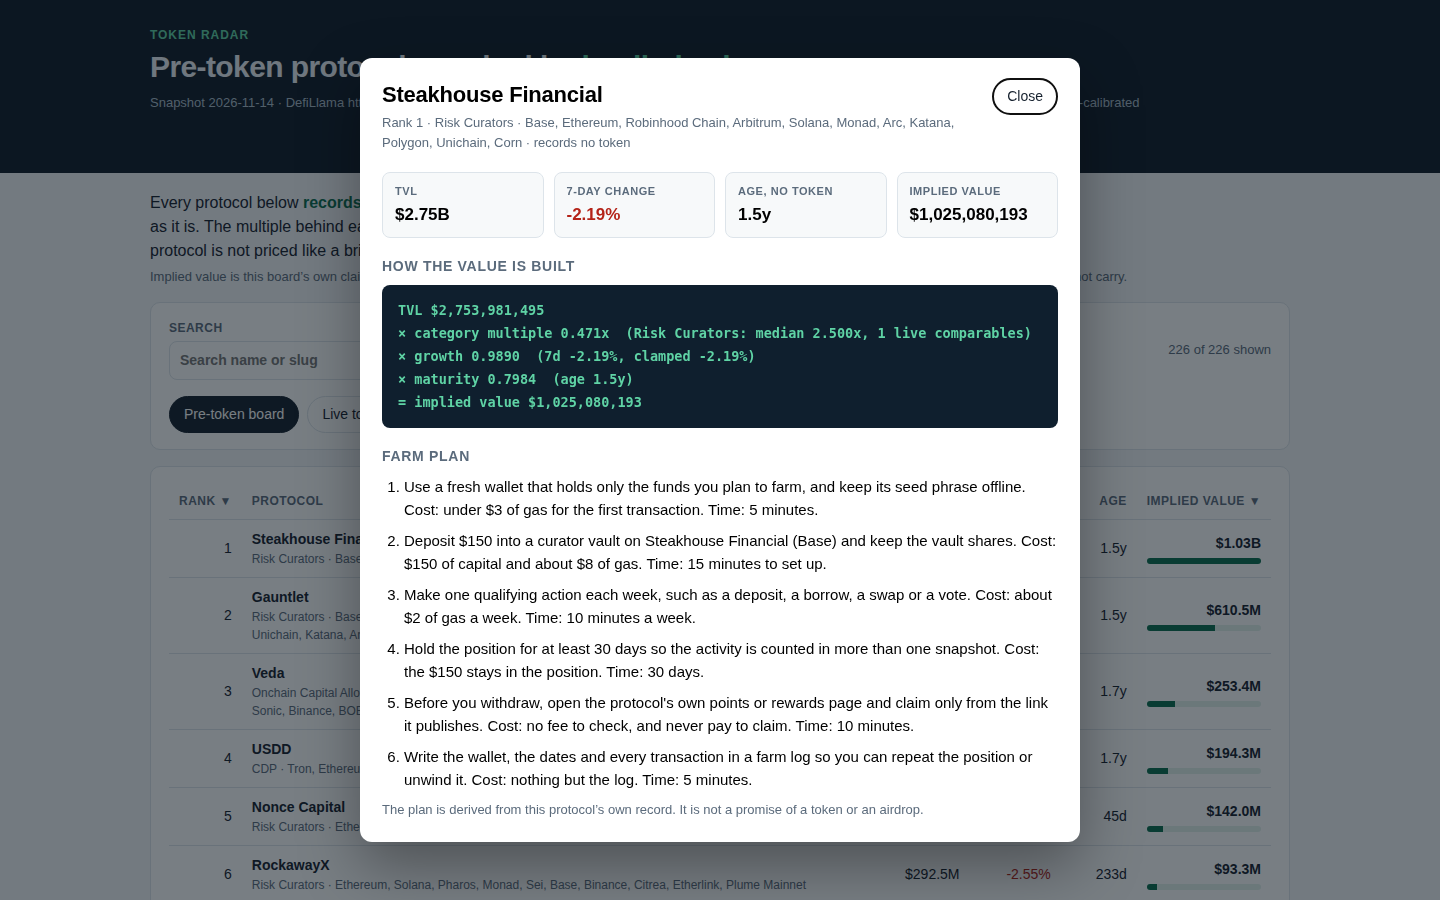 TOKEN RADAR
Snapshot 2026-11-14 · DefiLlama
-calibrated
Every protocol below records
as it is. The multiple behind
protocol is not priced like a
Implied value is this board's own
not carry.
SEARCH
Search name or slug
226 of 226 shown
Pre-token board
Live
RANK ▼ PROTOCOL AGE IMPLIED VALUE ▼
1 Steakhouse 1.5y $1.03B
Risk Curators · Base
2 Gauntlet 1.5y $610.5M
Risk Curators · Base
Unichain, Katana,
3 Veda 1.7y $253.4M
Onchain Capital
Sonic, Binance,
4 USDD 1.7y $194.3M
CDP · Tron,
5 Nonce Capital 45d $142.0M
Risk Curators
6 RockawayX $292.5M -2.55% 233d $93.3M
Risk Curators · Ethereum, Solana, Pharos, Monad, Sei, Base, Binance, Citrea, Etherlink, Plume Mainnet
Steakhouse Financial
Close
Rank 1 · Risk Curators · Base, Ethereum, Robinhood Chain, Arbitrum, Solana, Monad, Arc, Katana,
Polygon, Unichain, Corn · records no token
TVL
$2.75B
7-DAY CHANGE
-2.19%
AGE, NO TOKEN
1.5y
IMPLIED VALUE
$1,025,080,193
HOW THE VALUE IS BUILT
TVL $2,753,981,495
× category multiple 0.471x (Risk Curators: median 2.500x, 1 live comparables)
× growth 0.9890 (7d -2.19%, clamped -2.19%)
× maturity 0.7984 (age 1.5y)
= implied value $1,025,080,193
FARM PLAN
1. Use a fresh wallet that holds only the funds you plan to farm, and keep its seed phrase offline.
Cost: under $3 of gas for the first transaction. Time: 5 minutes.
2. Deposit $150 into a curator vault on Steakhouse Financial (Base) and keep the vault shares. Cost:
$150 of capital and about $8 of gas. Time: 15 minutes to set up.
3. Make one qualifying action each week, such as a deposit, a borrow, a swap or a vote. Cost: about
$2 of gas a week. Time: 10 minutes a week.
4. Hold the position for at least 30 days so the activity is counted in more than one snapshot. Cost:
the $150 stays in the position. Time: 30 days.
5. Before you withdraw, open the protocol's own points or rewards page and claim only from the link
it publishes. Cost: no fee to check, and never pay to claim. Time: 10 minutes.
6. Write the wallet, the dates and every transaction in a farm log so you can repeat the position or
unwind it. Cost: nothing but the log. Time: 5 minutes.
The plan is derived from this protocol's own record. It is not a promise of a token or an airdrop.